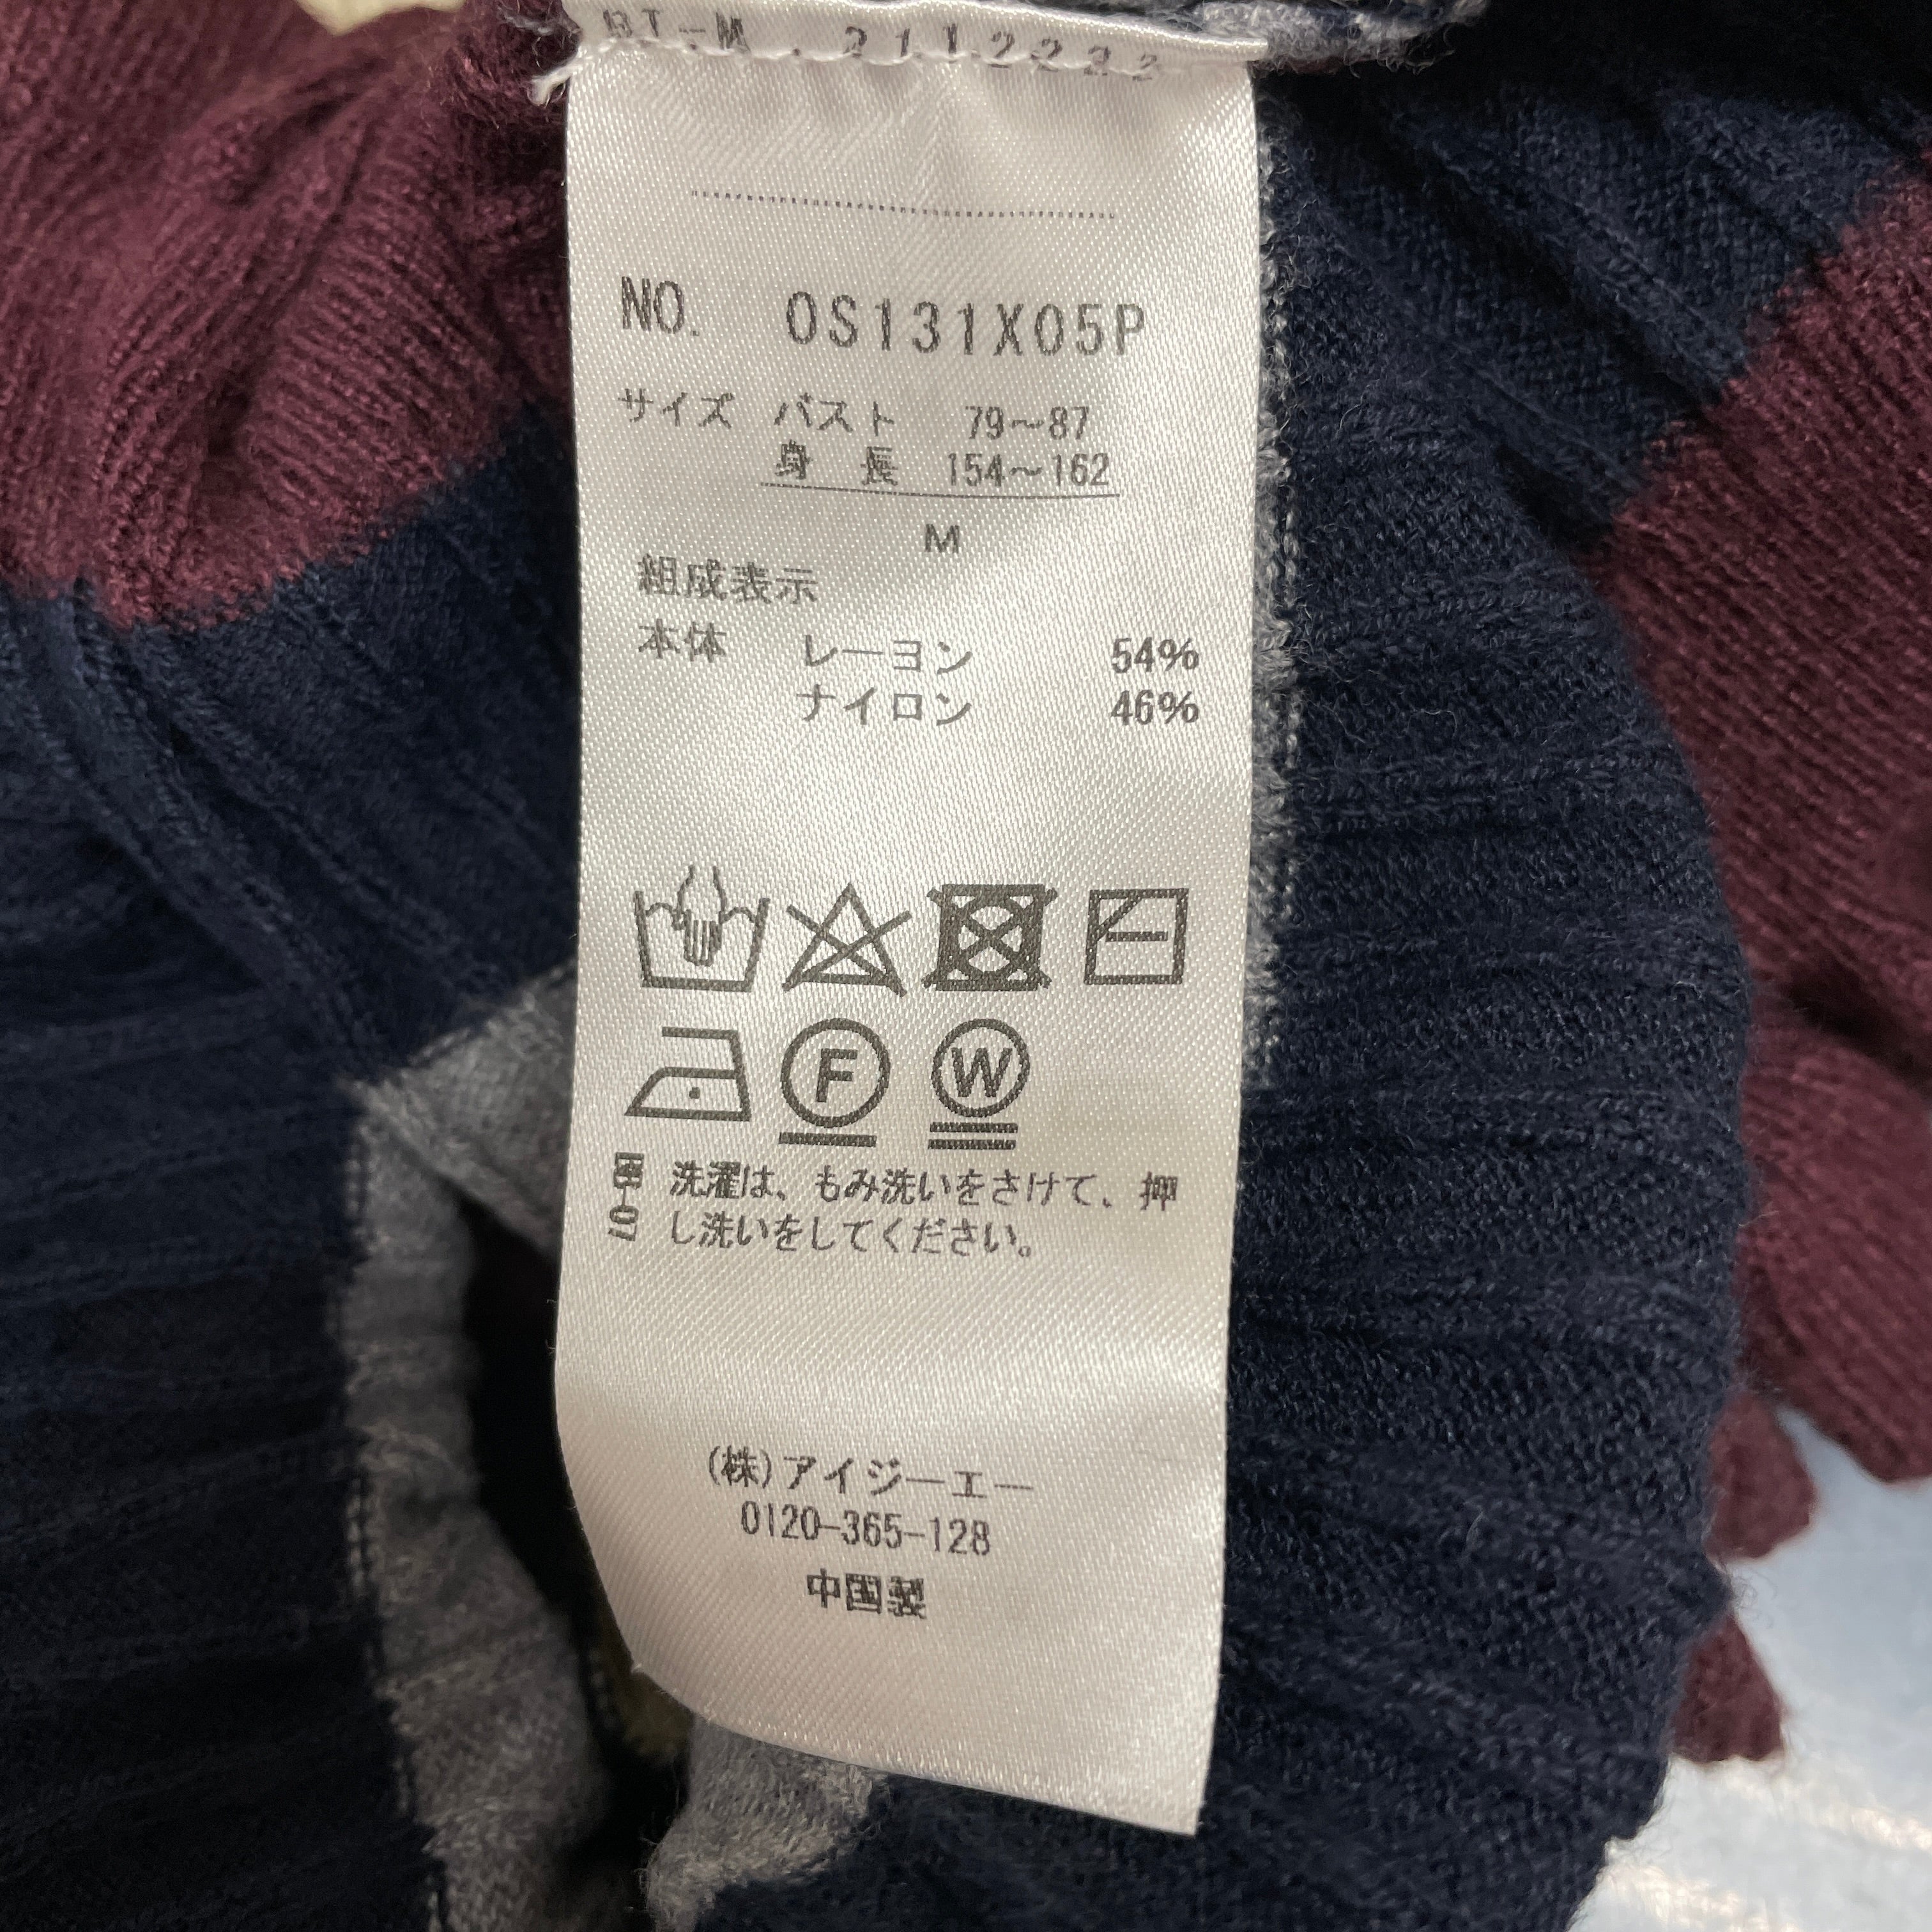 BT-M . 2112222
NO. OS131X05P
サイズ バスト 79～87
身 長 154～162
M
組成表示
本体 レーヨン 54%
ナイロン 46%
F W
洗濯は、もみ洗いをさけて、押
し洗いをしてください。
(株)アイジーエー
0120-365-128
中国製